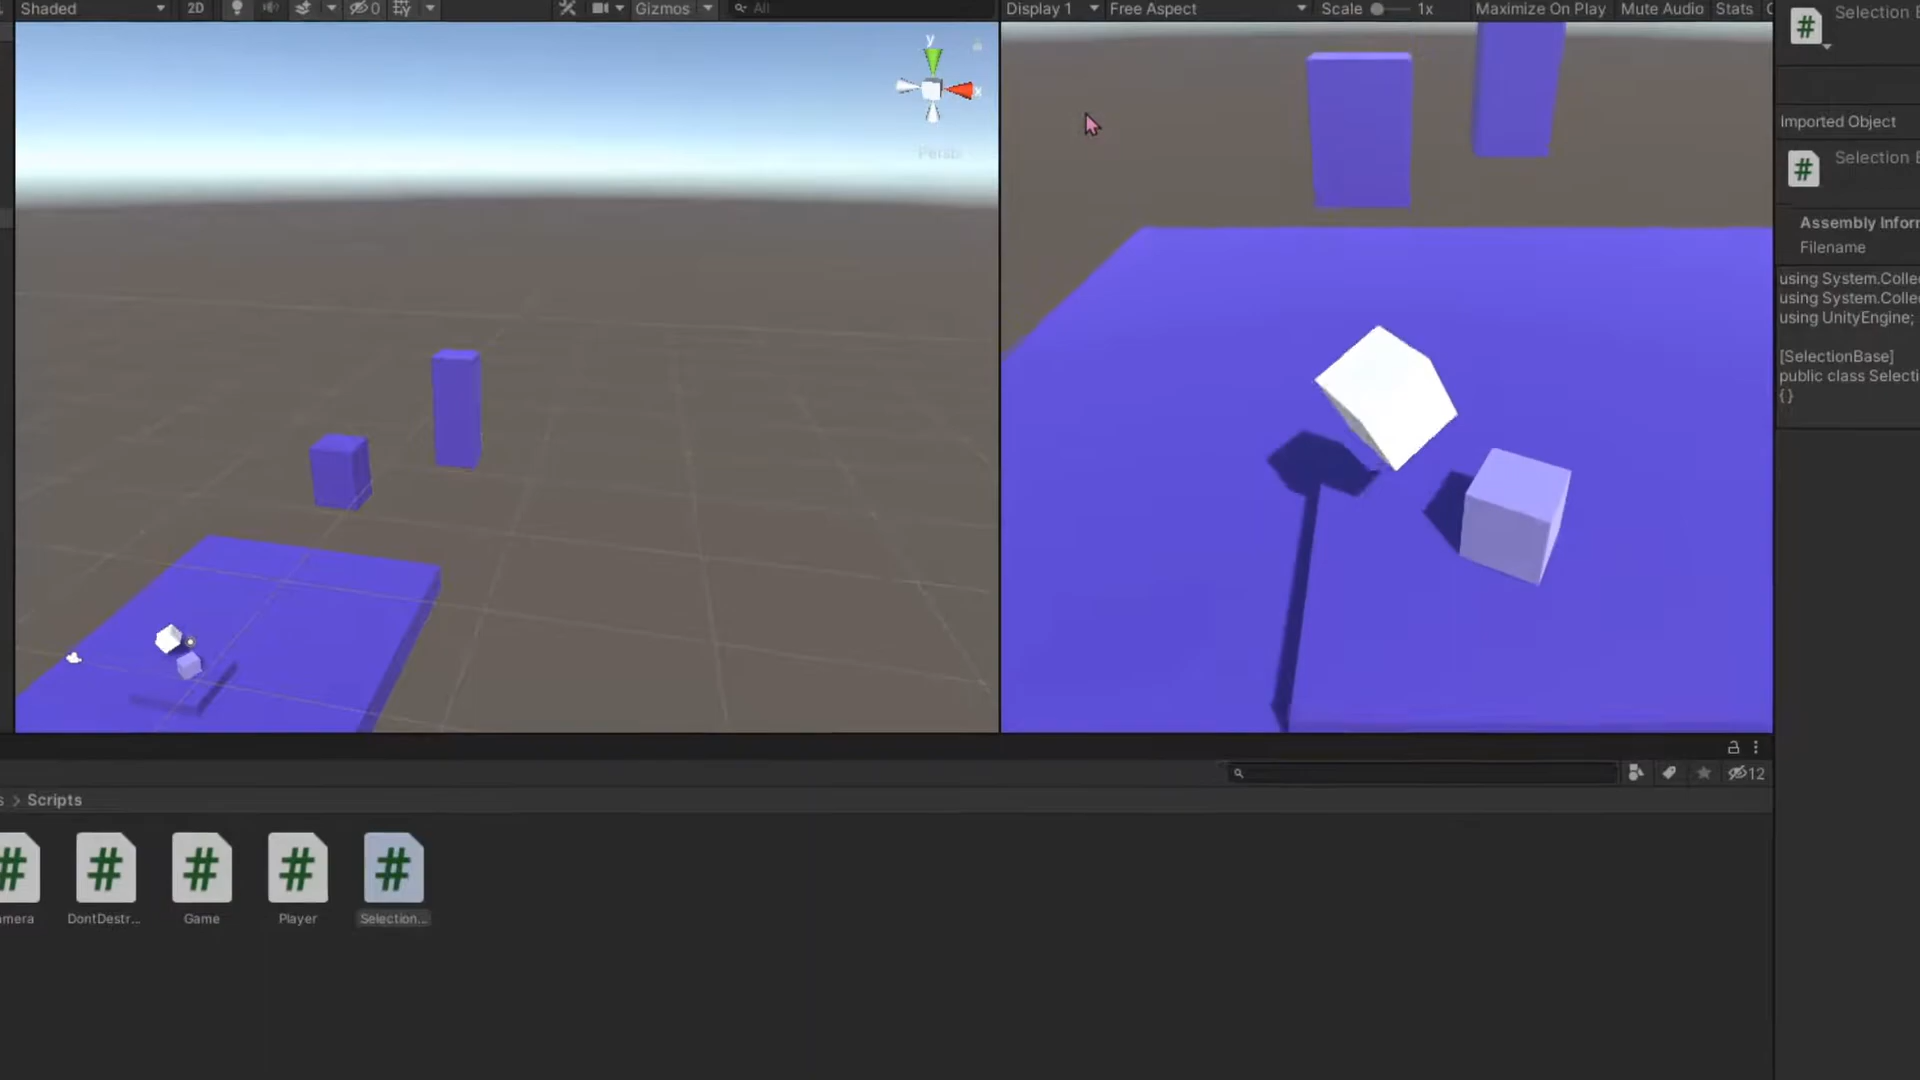 Shaded 2D 0 Gizmos All
Display 1 Free Aspect Scale 1x Maximize On Play Mute Audio Stats
Selection
y
x
Persp
Imported Object
Selection
Assembly Infor
Filename
using System.Colle
using System.Colle
using UnityEngine;
[SelectionBase]
public class Selecti
{}
12
s > Scripts
amera DontDestr... Game Player Selection...